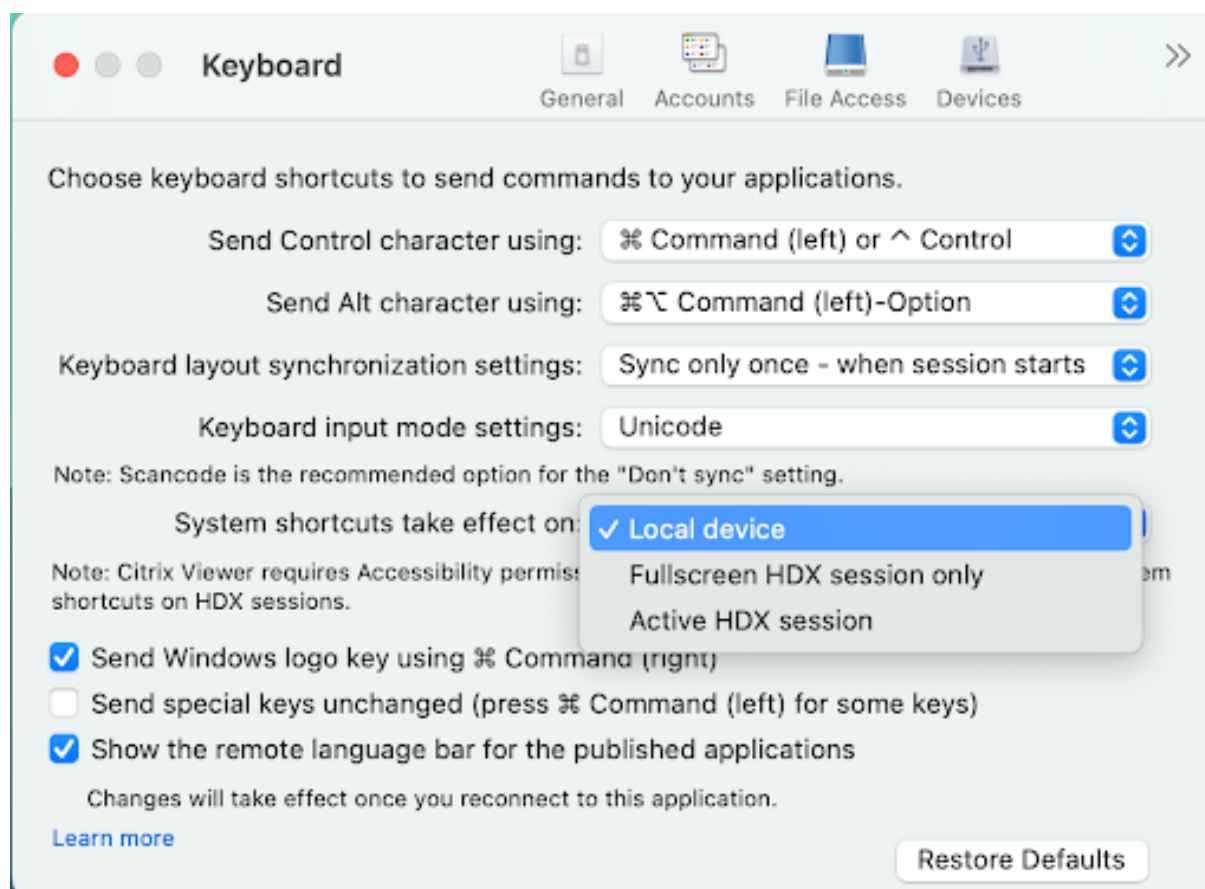 Keyboard
General Accounts File Access Devices
Choose keyboard shortcuts to send commands to your applications.
Send Control character using: ⌘ Command (left) or ^ Control
Send Alt character using: ⌘⌥ Command (left)-Option
Keyboard layout synchronization settings: Sync only once - when session starts
Keyboard input mode settings: Unicode
Note: Scancode is the recommended option for the "Don't sync" setting.
System shortcuts take effect on: ✓ Local device
Fullscreen HDX session only
Active HDX session
Note: Citrix Viewer requires Accessibility
shortcuts on HDX sessions.
Send Windows logo key using ⌘ Command (right)
Send special keys unchanged (press ⌘ Command (left) for some keys)
Show the remote language bar for the published applications
Changes will take effect once you reconnect to this application.
Learn more
Restore Defaults